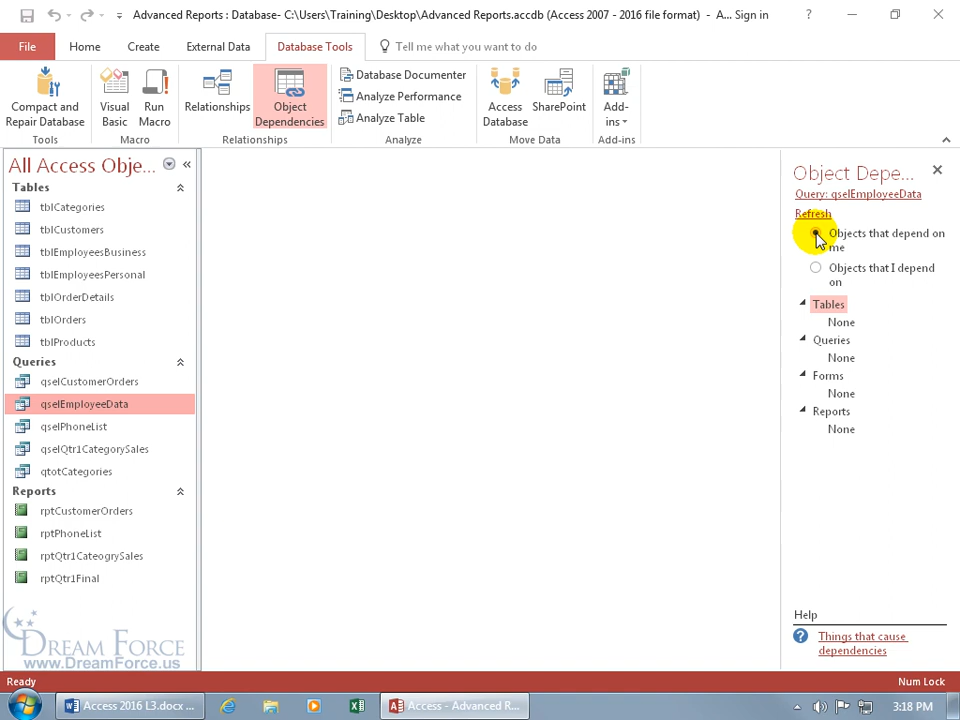 Advanced Reports : Database- C:\Users\Training\Desktop\Advanced Reports.accdb (Access 2007 - 2016 file format) - A... Sign in ?
File Home Create External Data Database Tools Tell me what you want to do
Compact and Repair Database
Tools
Visual Basic
Run Macro
Macro
Relationships
Object Dependencies
Relationships
Database Documenter
Analyze Performance
Analyze Table
Analyze
Access Database
SharePoint
Move Data
Add-ins
Add-ins
All Access Obje...
Tables
tblCategories
tblCustomers
tblEmployeesBusiness
tblEmployeesPersonal
tblOrderDetails
tblOrders
tblProducts
Queries
qselCustomerOrders
qselEmployeeData
qselPhoneList
qselQtr1CategorySales
qtotCategories
Reports
rptCustomerOrders
rptPhoneList
rptQtr1CateogrySales
rptQtr1Final
DREAM FORCE
www.DreamForce.us
Object Depe...
Query: qselEmployeeData
Refresh
Objects that depend on
me
Objects that I depend
on
Tables
None
Queries
None
Forms
None
Reports
None
Help
? Things that cause
dependencies
Ready Num Lock
Access 2016 L3.docx ... Access - Advanced R... 3:18 PM